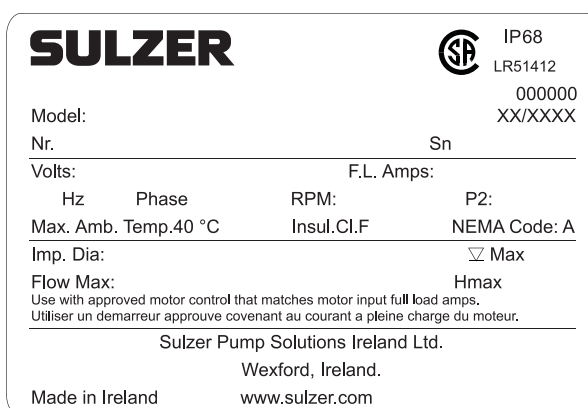 SULZER SA IP68
LR51412
000000
Model: XX/XXXX
Nr. Sn
Volts: F.L. Amps:
Hz Phase RPM: P2:
Max. Amb. Temp.40 °C Insul.Cl.F NEMA Code: A
Imp. Dia: ▽ Max
Flow Max: Hmax
Use with approved motor control that matches motor input full load amps.
Utiliser un demarreur approuve covenant au courant a pleine charge du moteur.
Sulzer Pump Solutions Ireland Ltd.
Wexford, Ireland.
Made in Ireland www.sulzer.com